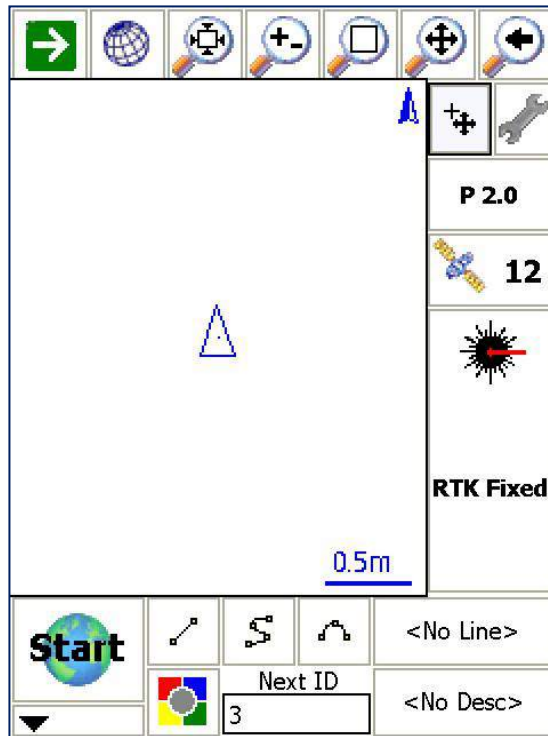 P 2.0
12
RTK Fixed
0.5m
Start
<No Line>
Next ID
3
<No Desc>